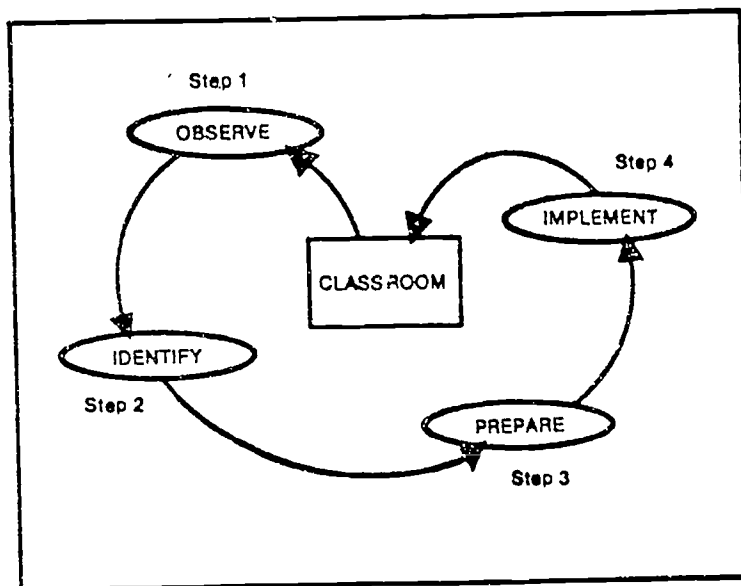 Step 1
OBSERVE
Step 4
IMPLEMENT
CLASSROOM
IDENTIFY
Step 2
PREPARE
Step 3